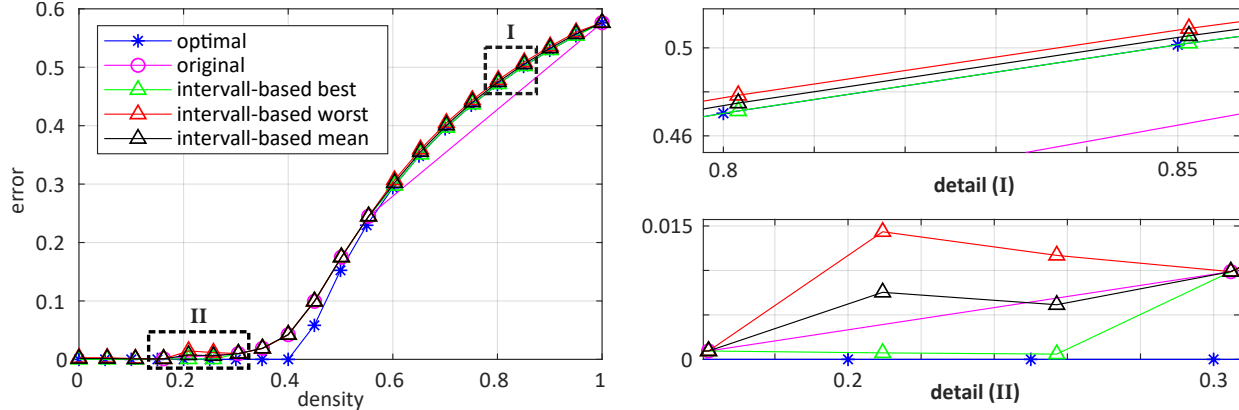 0.6
0.5
0.4
0.3
0.2
0.1
0
error
optimal
original
intervall-based best
intervall-based worst
intervall-based mean
I
II
0 0.2 0.4 0.6 0.8 1
density
0.5
0.46
0.8 0.85
detail (I)
0.015
0
0.2 0.3
detail (II)